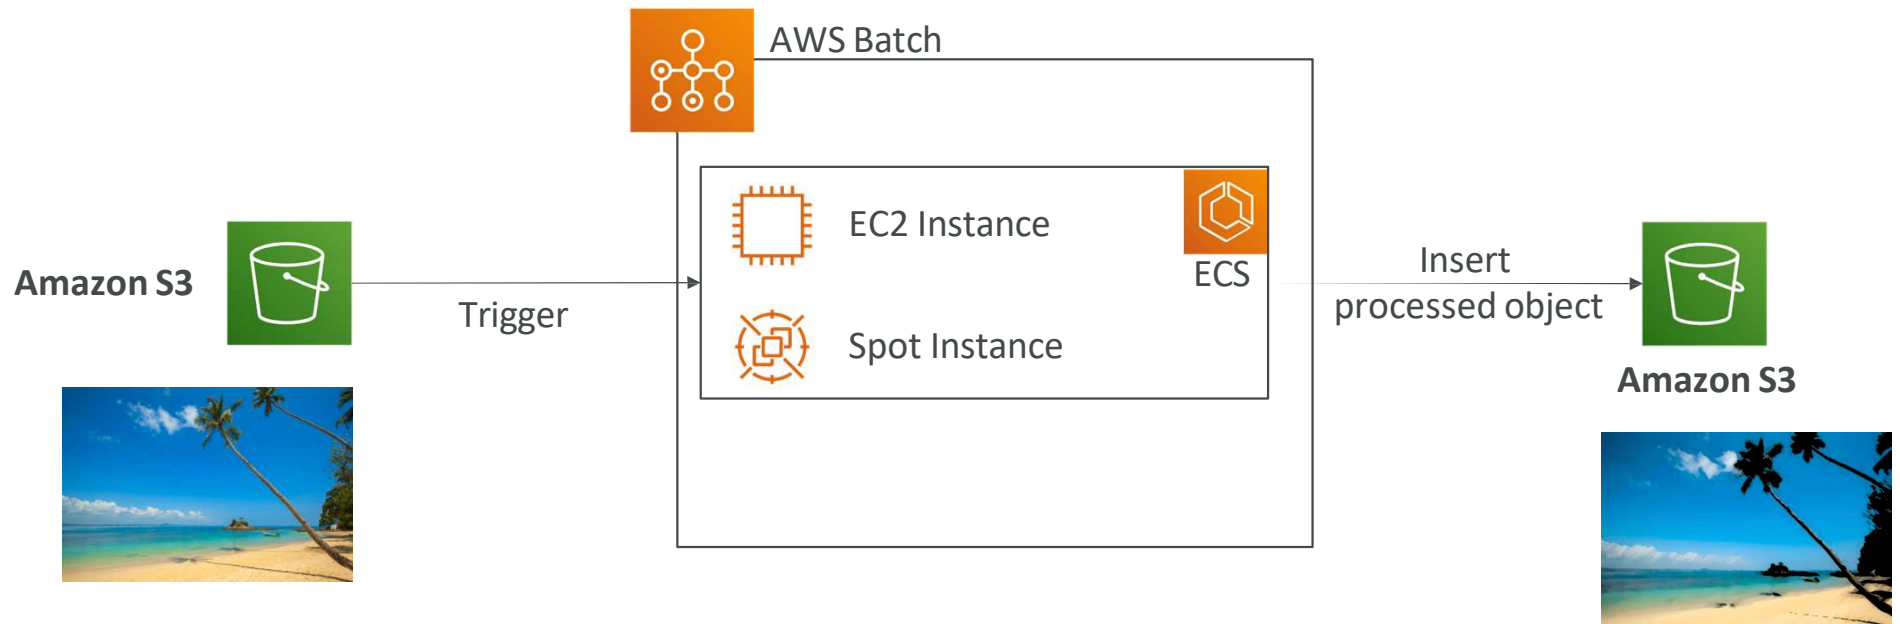 AWS Batch
Amazon S3
Trigger
EC2 Instance
Spot Instance
ECS
Insert
processed object
Amazon S3